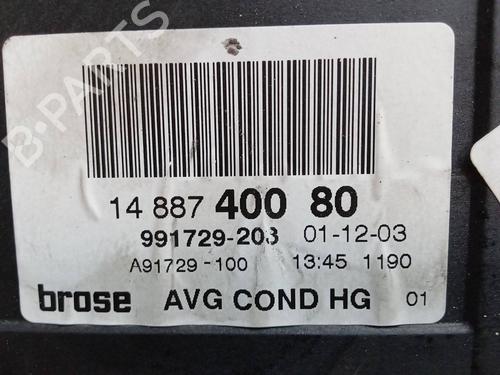 B-PARTS
14 887 400 80
991729-203 01-12-03
A91729-100 13:45 1190
brose AVG COND HG 01